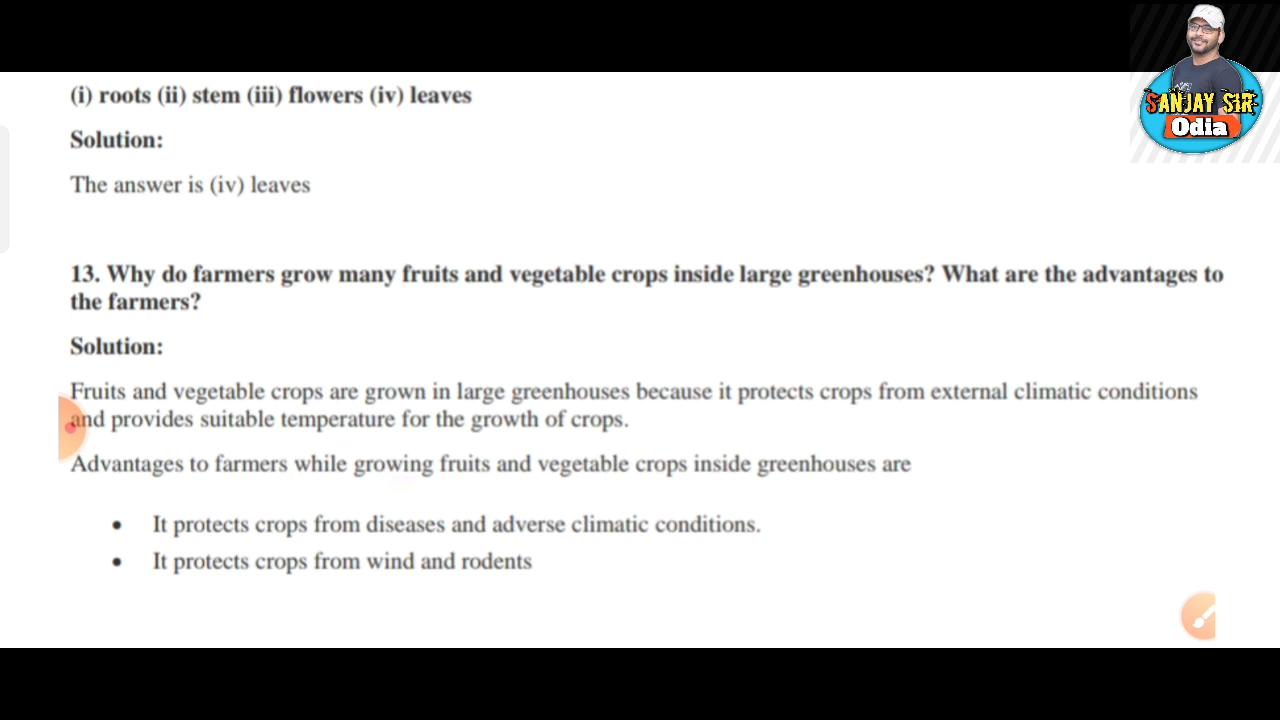 SANJAY SIR
Odia
(i) roots (ii) stem (iii) flowers (iv) leaves
Solution:
The answer is (iv) leaves
13. Why do farmers grow many fruits and vegetable crops inside large greenhouses? What are the advantages to
the farmers?
Solution:
Fruits and vegetable crops are grown in large greenhouses because it protects crops from external climatic conditions
and provides suitable temperature for the growth of crops.
Advantages to farmers while growing fruits and vegetable crops inside greenhouses are
• It protects crops from diseases and adverse climatic conditions.
• It protects crops from wind and rodents